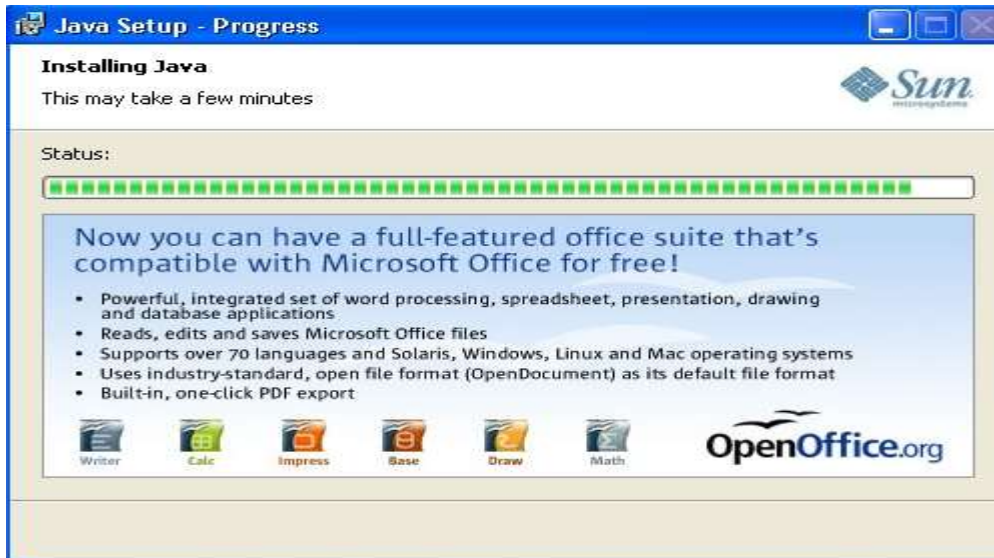 Java Setup - Progress
Installing Java
This may take a few minutes
Sun
microsystems
Status:
Now you can have a full-featured office suite that's
compatible with Microsoft Office for free!
• Powerful, integrated set of word processing, spreadsheet, presentation, drawing
and database applications
• Reads, edits and saves Microsoft Office files
• Supports over 70 languages and Solaris, Windows, Linux and Mac operating systems
• Uses industry-standard, open file format (OpenDocument) as its default file format
• Built-in, one-click PDF export
Writer Calc Impress Base Draw Math
OpenOffice.org